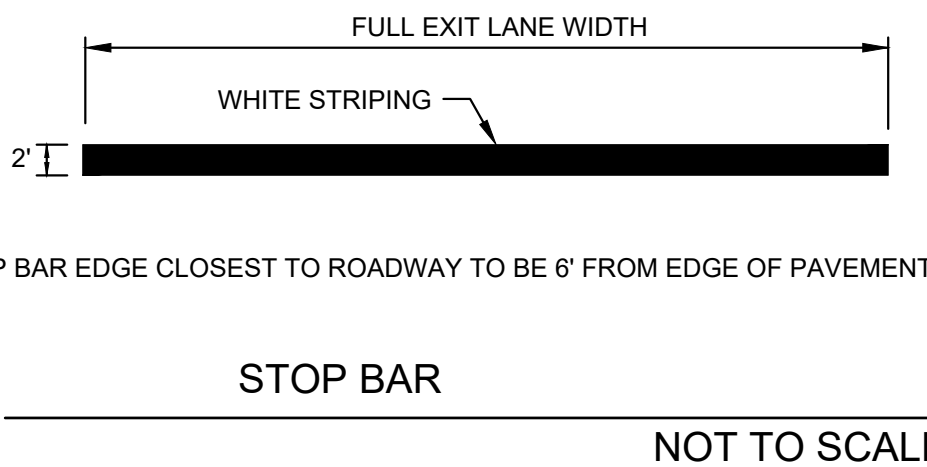 FULL EXIT LANE WIDTH
WHITE STRIPING
2'
P BAR EDGE CLOSEST TO ROADWAY TO BE 6' FROM EDGE OF PAVEMENT
STOP BAR
NOT TO SCAL